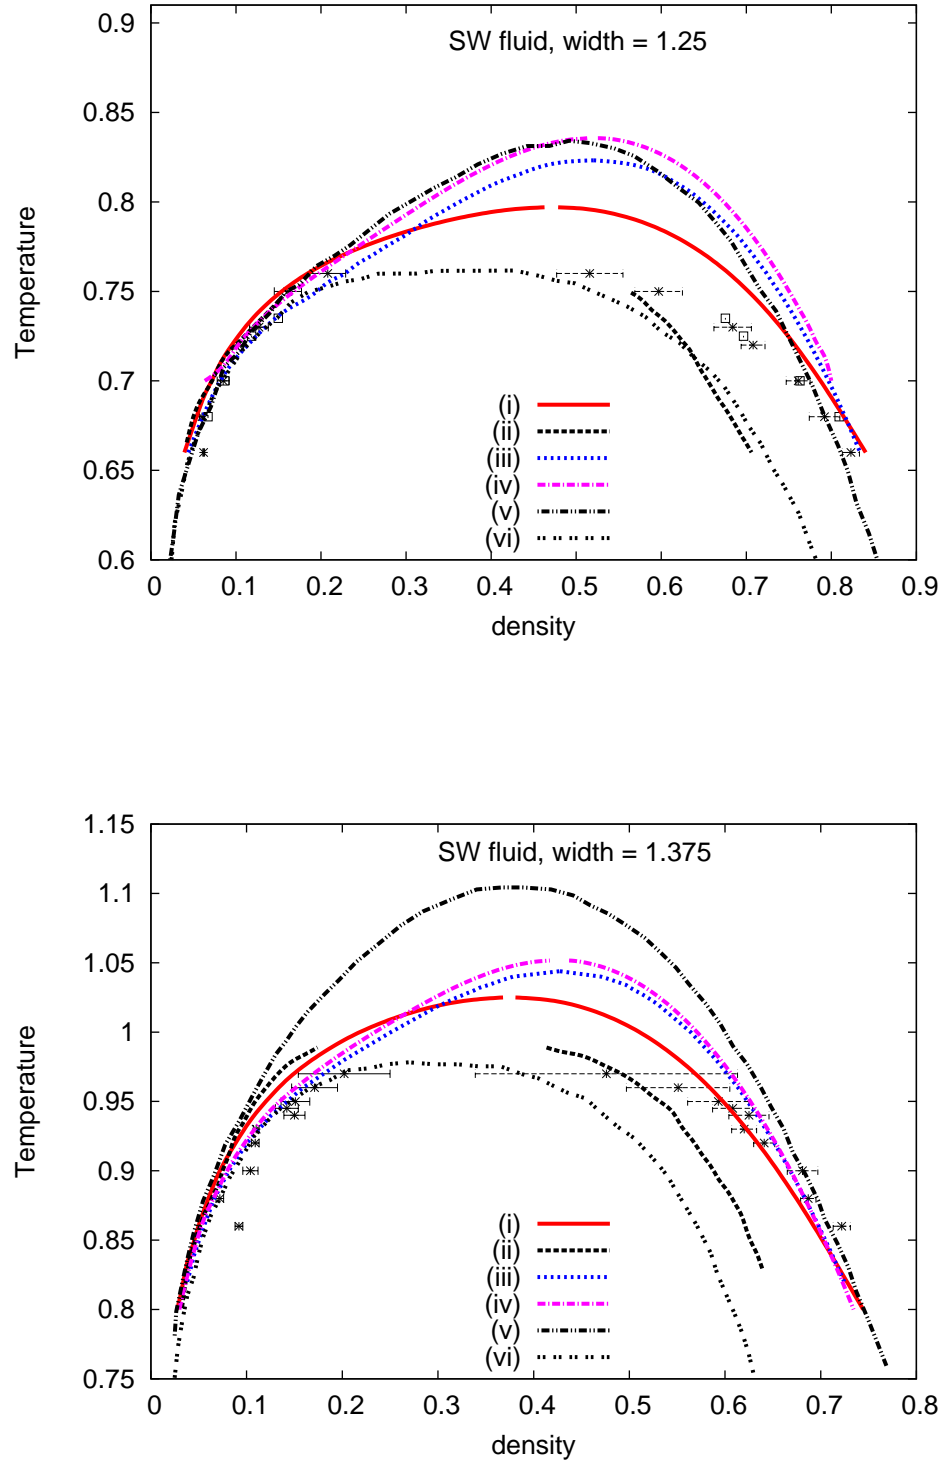 SW fluid, width = 1.25
Temperature
0.9
0.85
0.8
0.75
0.7
0.65
0.6
(i)
(ii)
(iii)
(iv)
(v)
(vi)
0 0.1 0.2 0.3 0.4 0.5 0.6 0.7 0.8 0.9
density
SW fluid, width = 1.375
Temperature
1.15
1.1
1.05
1
0.95
0.9
0.85
0.8
0.75
(i)
(ii)
(iii)
(iv)
(v)
(vi)
0 0.1 0.2 0.3 0.4 0.5 0.6 0.7 0.8
density